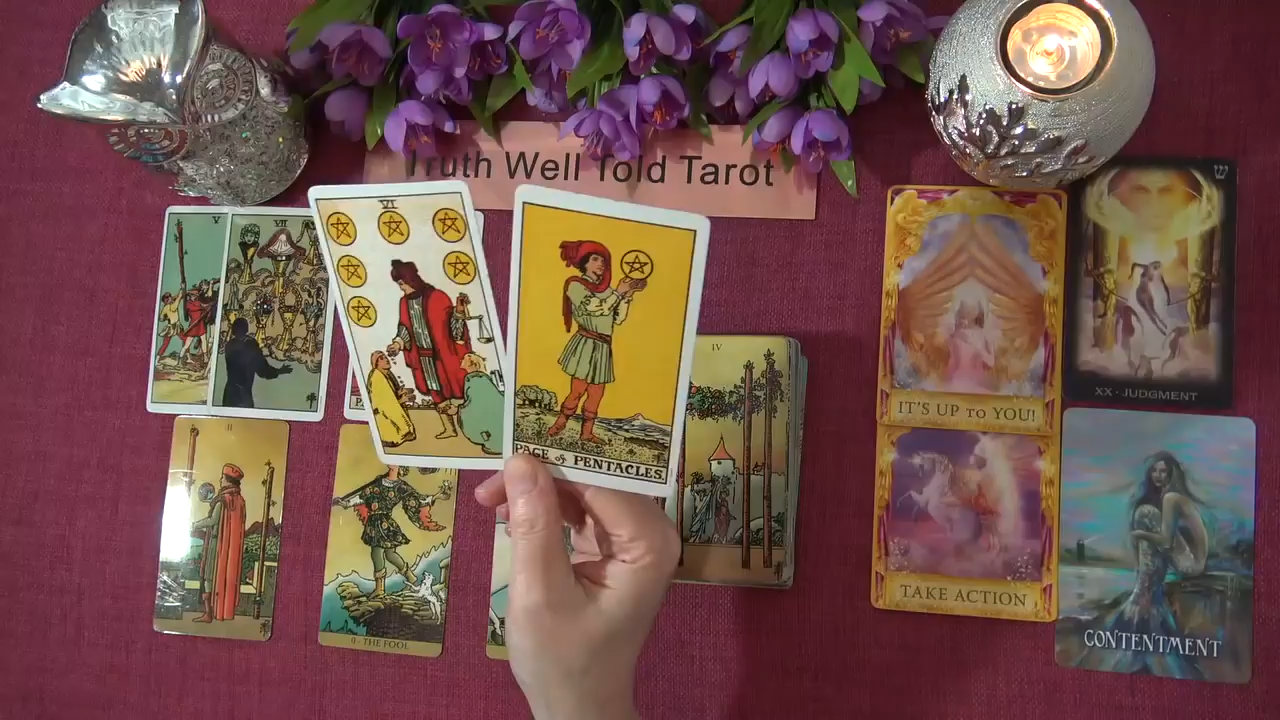 Truth Well Told Tarot
V
VII
VI
PAGE of PENTACLES.
IV
II
0 - THE FOOL
IT'S UP to YOU!
TAKE ACTION
ש
XX - JUDGMENT
CONTENTMENT